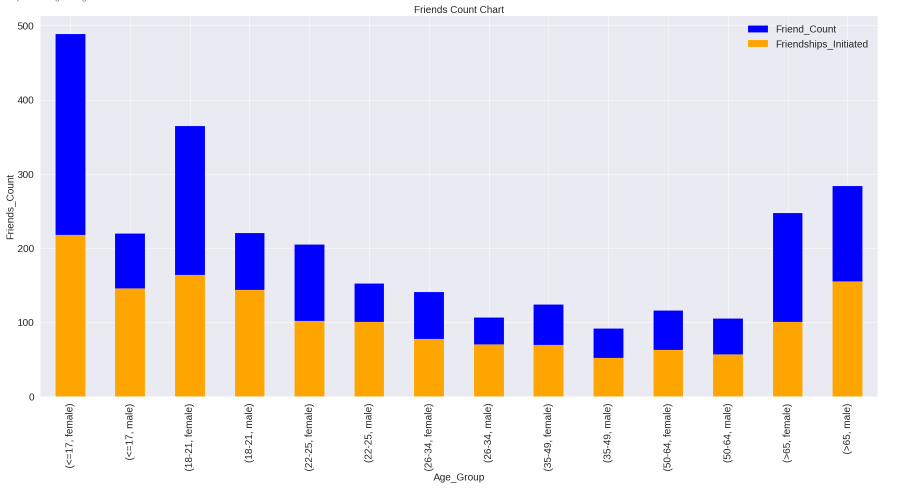 Friends Count Chart
Friend_Count
Friendships_Initiated
500
400
300
200
100
0
Friends_Count
(<=17, female)
(<=17, male)
(18-21, female)
(18-21, male)
(22-25, female)
(22-25, male)
(26-34, female)
(26-34, male)
(35-49, female)
(35-49, male)
(50-64, female)
(50-64, male)
(>65, female)
(>65, male)
Age_Group